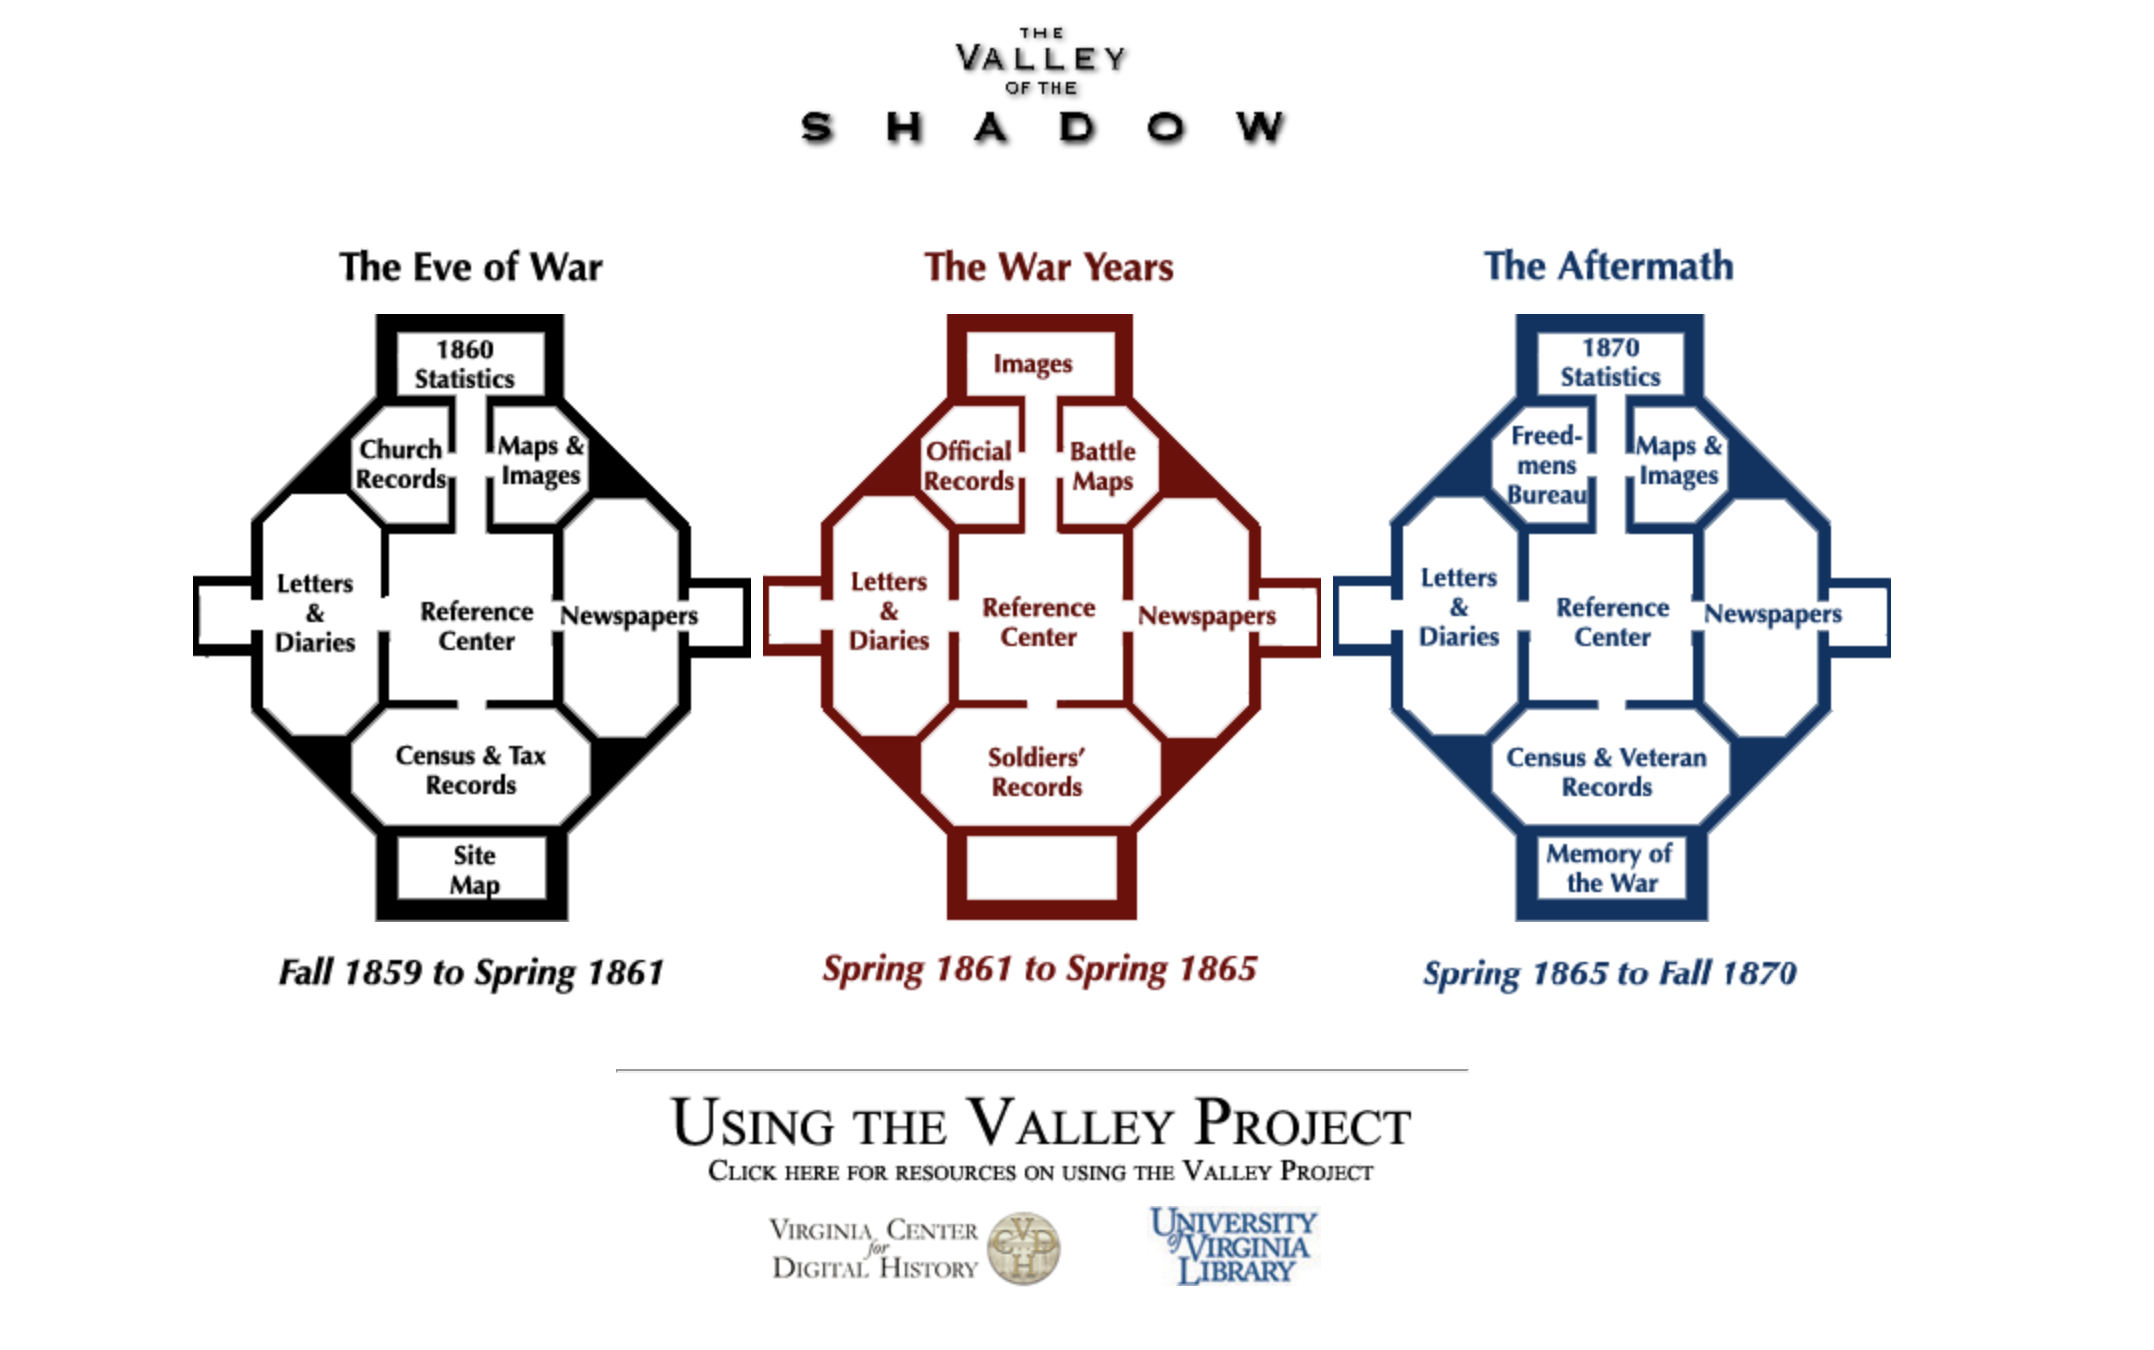 THE
VALLEY
OF THE
SHADOW
The Eve of War
1860
Statistics
Church
Records
Maps &
Images
Letters
&
Diaries
Reference
Center
Newspapers
Census & Tax
Records
Site
Map
Fall 1859 to Spring 1861
The War Years
Images
Official
Records
Battle
Maps
Letters
&
Diaries
Reference
Center
Newspapers
Soldiers'
Records
Spring 1861 to Spring 1865
The Aftermath
1870
Statistics
Freed-
mens
Bureau
Maps &
Images
Letters
&
Diaries
Reference
Center
Newspapers
Census & Veteran
Records
Memory of
the War
Spring 1865 to Fall 1870
USING THE VALLEY PROJECT
CLICK HERE FOR RESOURCES ON USING THE VALLEY PROJECT
VIRGINIA CENTER
for
DIGITAL HISTORY
VCDH
UNIVERSITY
of VIRGINIA
LIBRARY